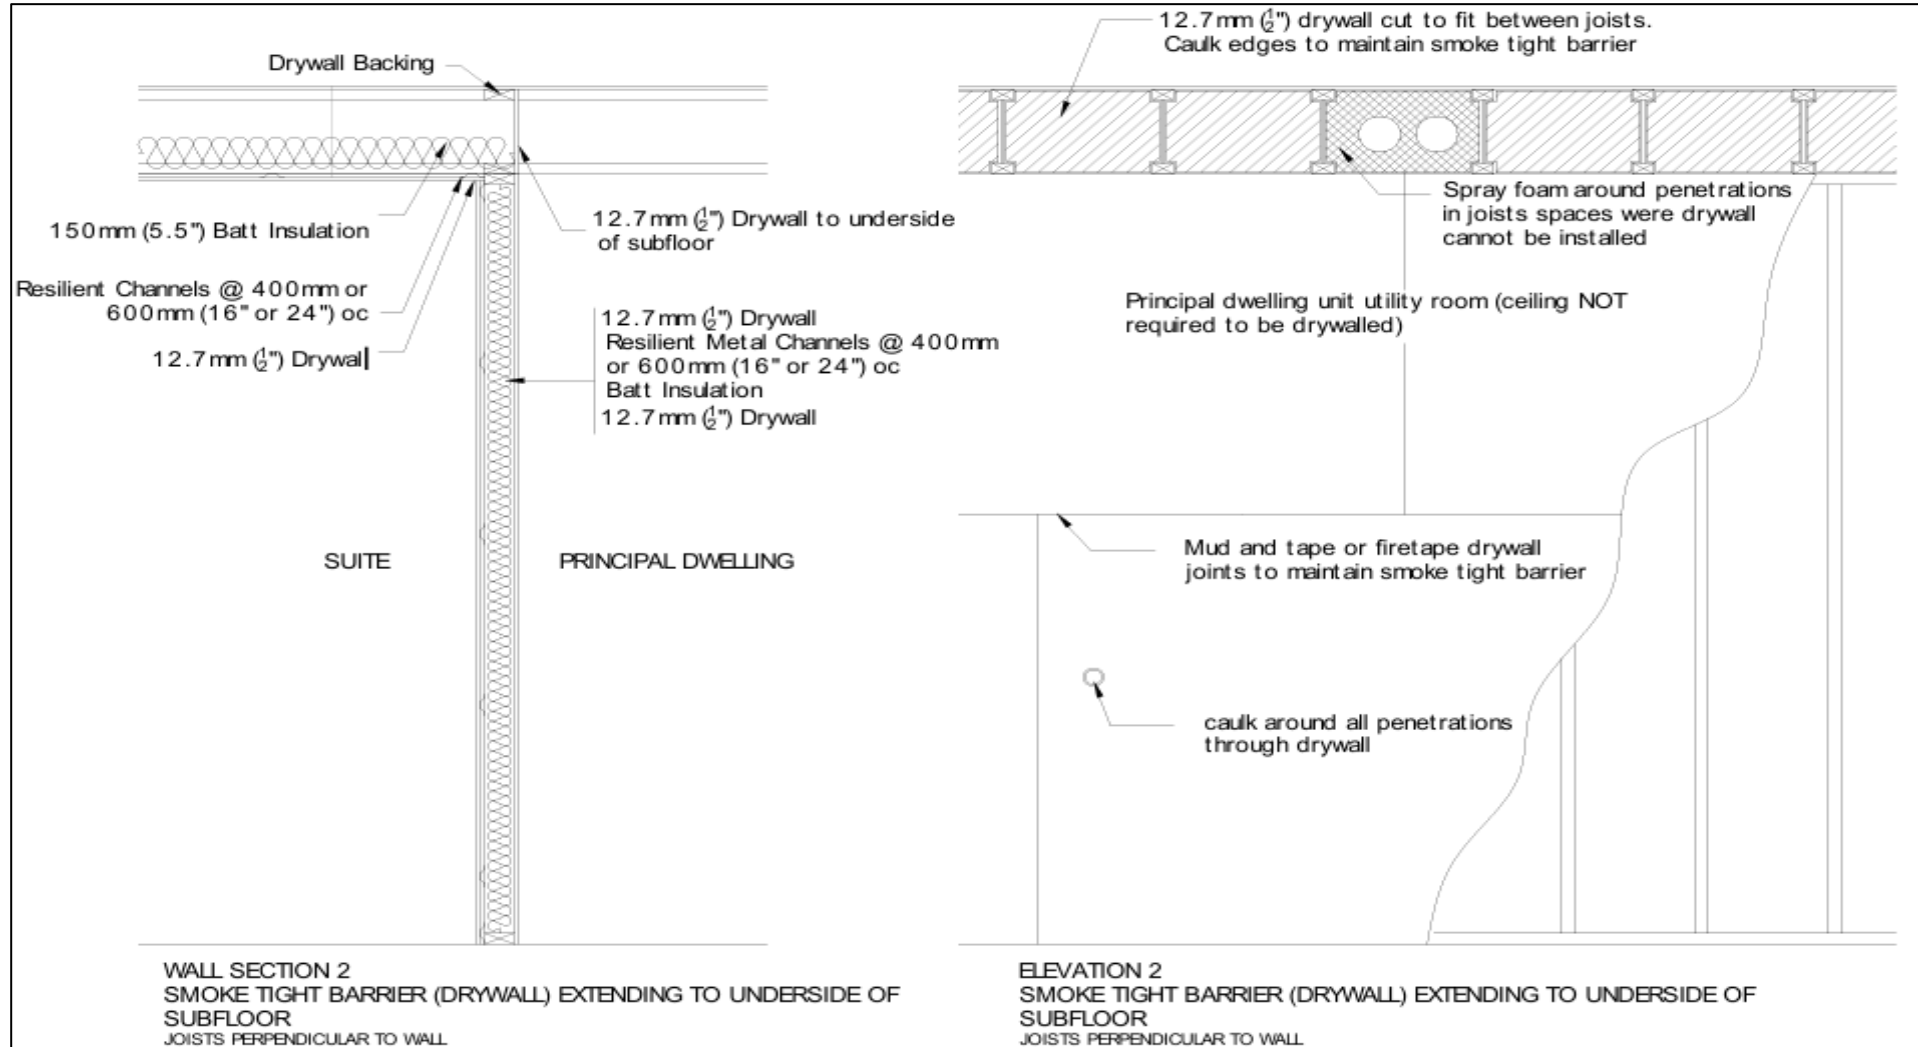 Drywall Backing
150mm (5.5") Batt Insulation
Resilient Channels @ 400mm or
600mm (16" or 24") oc
12.7mm (1/2") Drywall
12.7mm (1/2") Drywall to underside
of subfloor
12.7mm (1/2") Drywall
Resilient Metal Channels @ 400mm
or 600mm (16" or 24") oc
Batt Insulation
12.7mm (1/2") Drywall
SUITE
PRINCIPAL DWELLING
WALL SECTION 2
SMOKE TIGHT BARRIER (DRYWALL) EXTENDING TO UNDERSIDE OF
SUBFLOOR
JOISTS PERPENDICULAR TO WALL
12.7mm (1/2") drywall cut to fit between joists.
Caulk edges to maintain smoke tight barrier
Spray foam around penetrations
in joists spaces were drywall
cannot be installed
Principal dwelling unit utility room (ceiling NOT
required to be drywalled)
Mud and tape or firetape drywall
joints to maintain smoke tight barrier
caulk around all penetrations
through drywall
ELEVATION 2
SMOKE TIGHT BARRIER (DRYWALL) EXTENDING TO UNDERSIDE OF
SUBFLOOR
JOISTS PERPENDICULAR TO WALL